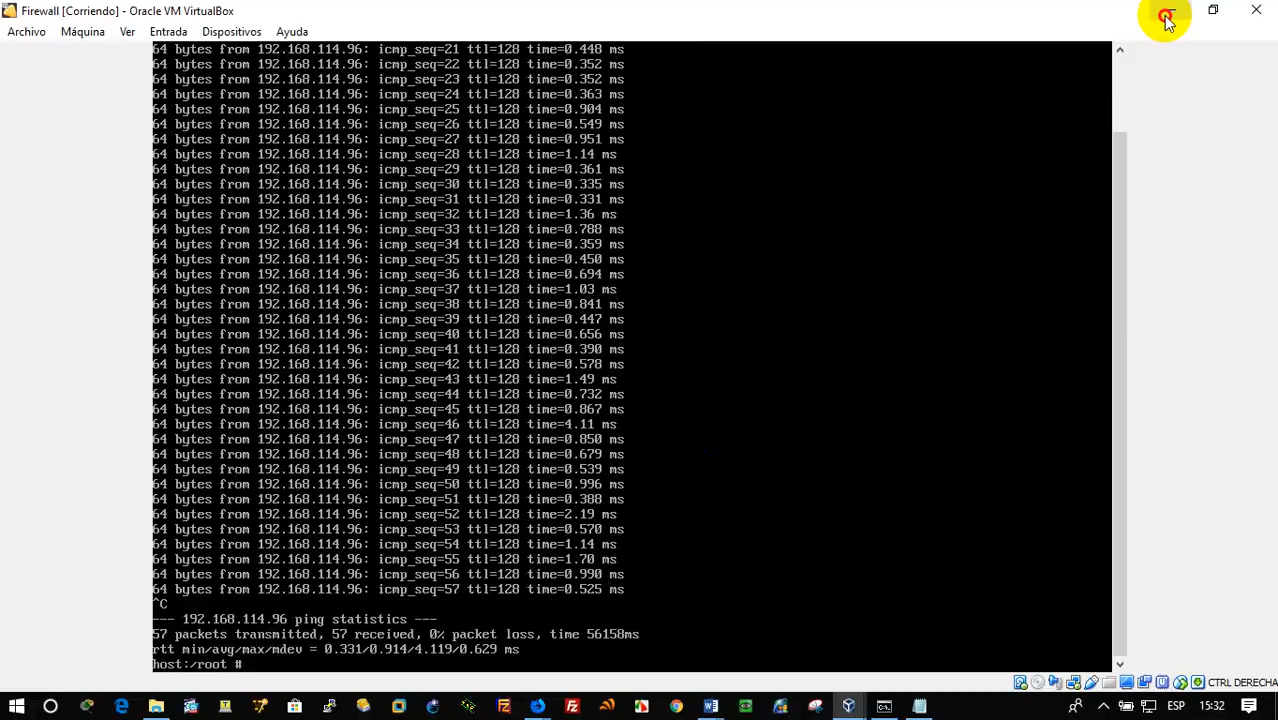 Firewall [Corriendo] - Oracle VM VirtualBox
Archivo Máquina Ver Entrada Dispositivos Ayuda
64 bytes from 192.168.114.96: icmp_seq=21 ttl=128 time=0.448 ms
64 bytes from 192.168.114.96: icmp_seq=22 ttl=128 time=0.352 ms
64 bytes from 192.168.114.96: icmp_seq=23 ttl=128 time=0.352 ms
64 bytes from 192.168.114.96: icmp_seq=24 ttl=128 time=0.363 ms
64 bytes from 192.168.114.96: icmp_seq=25 ttl=128 time=0.904 ms
64 bytes from 192.168.114.96: icmp_seq=26 ttl=128 time=0.549 ms
64 bytes from 192.168.114.96: icmp_seq=27 ttl=128 time=0.951 ms
64 bytes from 192.168.114.96: icmp_seq=28 ttl=128 time=1.14 ms
64 bytes from 192.168.114.96: icmp_seq=29 ttl=128 time=0.361 ms
64 bytes from 192.168.114.96: icmp_seq=30 ttl=128 time=0.335 ms
64 bytes from 192.168.114.96: icmp_seq=31 ttl=128 time=0.331 ms
64 bytes from 192.168.114.96: icmp_seq=32 ttl=128 time=1.36 ms
64 bytes from 192.168.114.96: icmp_seq=33 ttl=128 time=0.788 ms
64 bytes from 192.168.114.96: icmp_seq=34 ttl=128 time=0.359 ms
64 bytes from 192.168.114.96: icmp_seq=35 ttl=128 time=0.450 ms
64 bytes from 192.168.114.96: icmp_seq=36 ttl=128 time=0.694 ms
64 bytes from 192.168.114.96: icmp_seq=37 ttl=128 time=1.03 ms
64 bytes from 192.168.114.96: icmp_seq=38 ttl=128 time=0.841 ms
64 bytes from 192.168.114.96: icmp_seq=39 ttl=128 time=0.447 ms
64 bytes from 192.168.114.96: icmp_seq=40 ttl=128 time=0.656 ms
64 bytes from 192.168.114.96: icmp_seq=41 ttl=128 time=0.390 ms
64 bytes from 192.168.114.96: icmp_seq=42 ttl=128 time=0.578 ms
64 bytes from 192.168.114.96: icmp_seq=43 ttl=128 time=1.49 ms
64 bytes from 192.168.114.96: icmp_seq=44 ttl=128 time=0.732 ms
64 bytes from 192.168.114.96: icmp_seq=45 ttl=128 time=0.867 ms
64 bytes from 192.168.114.96: icmp_seq=46 ttl=128 time=4.11 ms
64 bytes from 192.168.114.96: icmp_seq=47 ttl=128 time=0.850 ms
64 bytes from 192.168.114.96: icmp_seq=48 ttl=128 time=0.679 ms
64 bytes from 192.168.114.96: icmp_seq=49 ttl=128 time=0.539 ms
64 bytes from 192.168.114.96: icmp_seq=50 ttl=128 time=0.996 ms
64 bytes from 192.168.114.96: icmp_seq=51 ttl=128 time=0.388 ms
64 bytes from 192.168.114.96: icmp_seq=52 ttl=128 time=2.19 ms
64 bytes from 192.168.114.96: icmp_seq=53 ttl=128 time=0.570 ms
64 bytes from 192.168.114.96: icmp_seq=54 ttl=128 time=1.14 ms
64 bytes from 192.168.114.96: icmp_seq=55 ttl=128 time=1.70 ms
64 bytes from 192.168.114.96: icmp_seq=56 ttl=128 time=0.990 ms
64 bytes from 192.168.114.96: icmp_seq=57 ttl=128 time=0.525 ms
^C
--- 192.168.114.96 ping statistics ---
57 packets transmitted, 57 received, 0% packet loss, time 56158ms
rtt min/avg/max/mdev = 0.331/0.914/4.119/0.629 ms
host:/root #
CTRL DERECHA
ESP 15:32